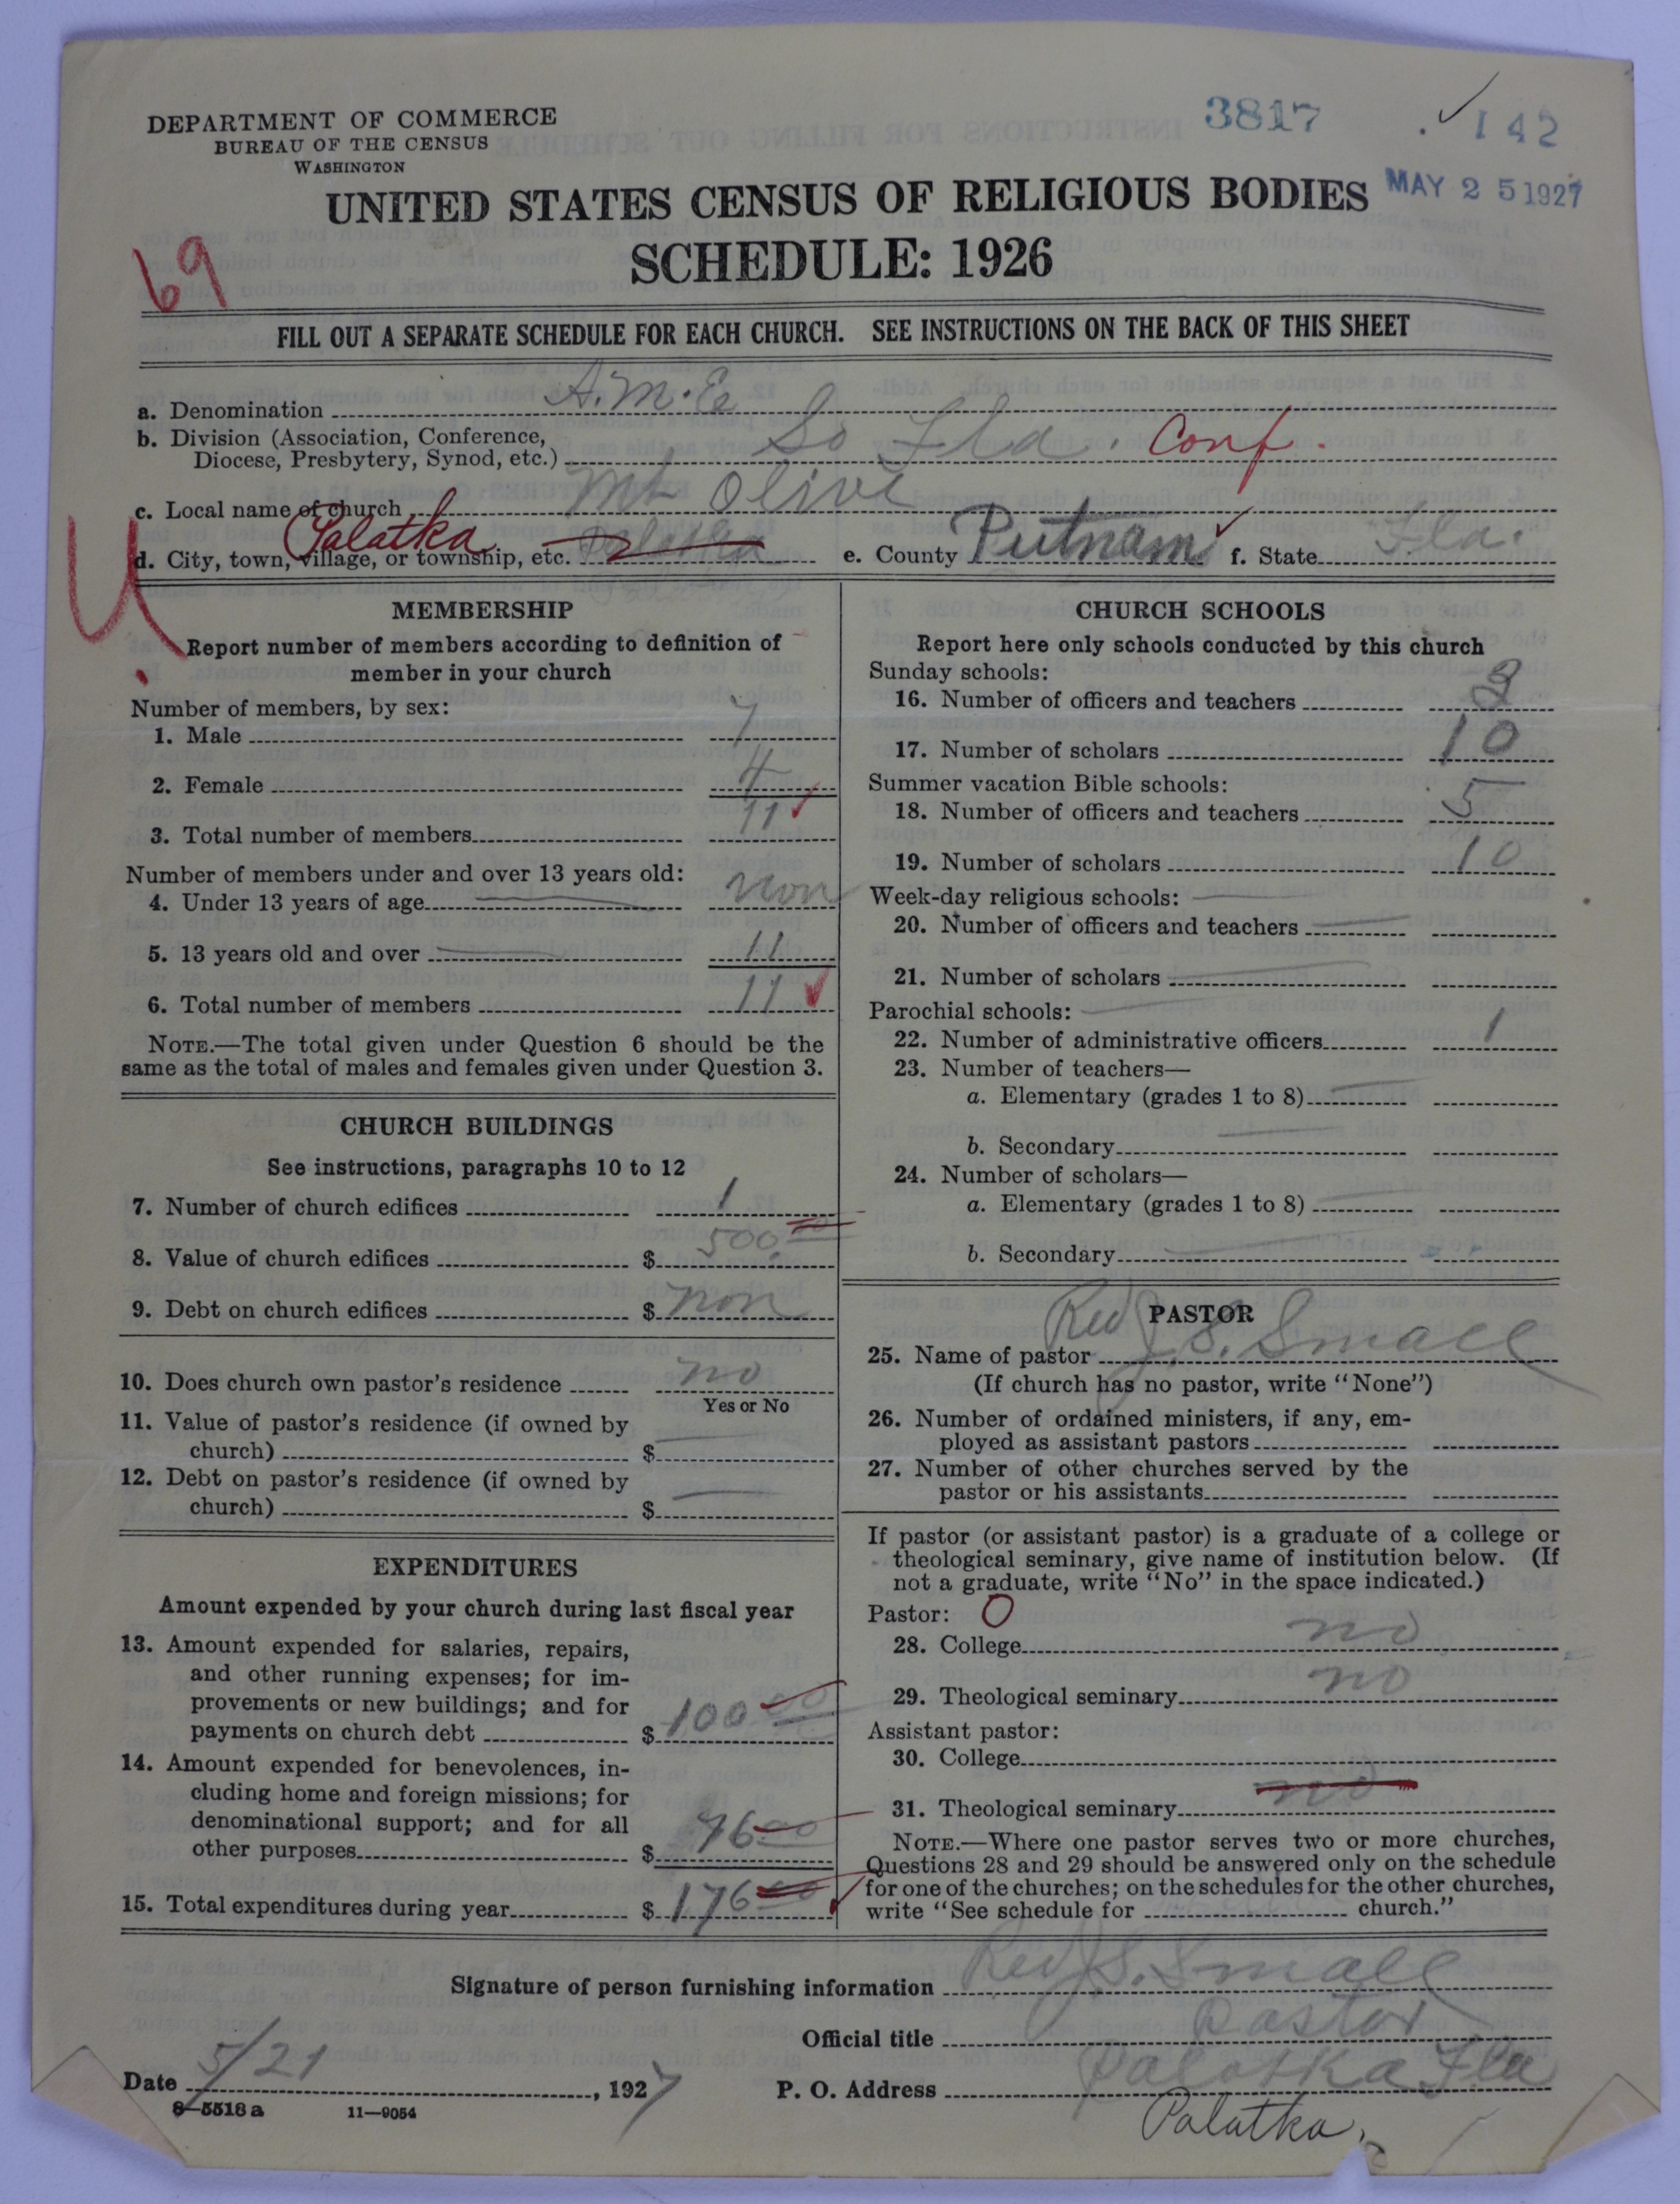 DEPARTMENT OF COMMERCE
BUREAU OF THE CENSUS
WASHINGTON
3817
142
MAY 25 1927
UNITED STATES CENSUS OF RELIGIOUS BODIES
SCHEDULE: 1926
69
FILL OUT A SEPARATE SCHEDULE FOR EACH CHURCH. SEE INSTRUCTIONS ON THE BACK OF THIS SHEET
a. Denomination A.M.E
b. Division (Association, Conference,
Diocese, Presbytery, Synod, etc.) So Fla. Conf.
c. Local name of church Mt Olive
d. City, town, village, or township, etc. Palatka Palatka e. County Putnam f. State Fla.
U
MEMBERSHIP
Report number of members according to definition of
member in your church
Number of members, by sex:
1. Male 7
2. Female 4
3. Total number of members 11
Number of members under and over 13 years old:
4. Under 13 years of age non
5. 13 years old and over 11
6. Total number of members 11
NOTE.—The total given under Question 6 should be the
same as the total of males and females given under Question 3.
CHURCH BUILDINGS
See instructions, paragraphs 10 to 12
7. Number of church edifices 1
8. Value of church edifices $ 500.00
9. Debt on church edifices $ non
10. Does church own pastor's residence no
Yes or No
11. Value of pastor's residence (if owned by
church) $
12. Debt on pastor's residence (if owned by
church) $
EXPENDITURES
Amount expended by your church during last fiscal year
13. Amount expended for salaries, repairs,
and other running expenses; for im-
provements or new buildings; and for
payments on church debt $ 100 00
14. Amount expended for benevolences, in-
cluding home and foreign missions; for
denominational support; and for all
other purposes $ 76 00
15. Total expenditures during year $ 176 00
CHURCH SCHOOLS
Report here only schools conducted by this church
Sunday schools:
16. Number of officers and teachers
17. Number of scholars 10
Summer vacation Bible schools:
18. Number of officers and teachers 5
19. Number of scholars 10
Week-day religious schools:
20. Number of officers and teachers
21. Number of scholars
Parochial schools:
22. Number of administrative officers 1
23. Number of teachers—
a. Elementary (grades 1 to 8)
b. Secondary
24. Number of scholars—
a. Elementary (grades 1 to 8)
b. Secondary
PASTOR
25. Name of pastor Rev J. S. Small
(If church has no pastor, write "None")
26. Number of ordained ministers, if any, em-
ployed as assistant pastors
27. Number of other churches served by the
pastor or his assistants
If pastor (or assistant pastor) is a graduate of a college or
theological seminary, give name of institution below. (If
not a graduate, write "No" in the space indicated.)
Pastor: O
28. College no
29. Theological seminary no
Assistant pastor:
30. College
31. Theological seminary no
NOTE.—Where one pastor serves two or more churches,
Questions 28 and 29 should be answered only on the schedule
for one of the churches; on the schedules for the other churches,
write "See schedule for church."
Signature of person furnishing information Rev J. S. Small
Official title Pastor
Date 5/21, 1927 P. O. Address Palatka Fla
8-5518a 11-9054
Palatka.